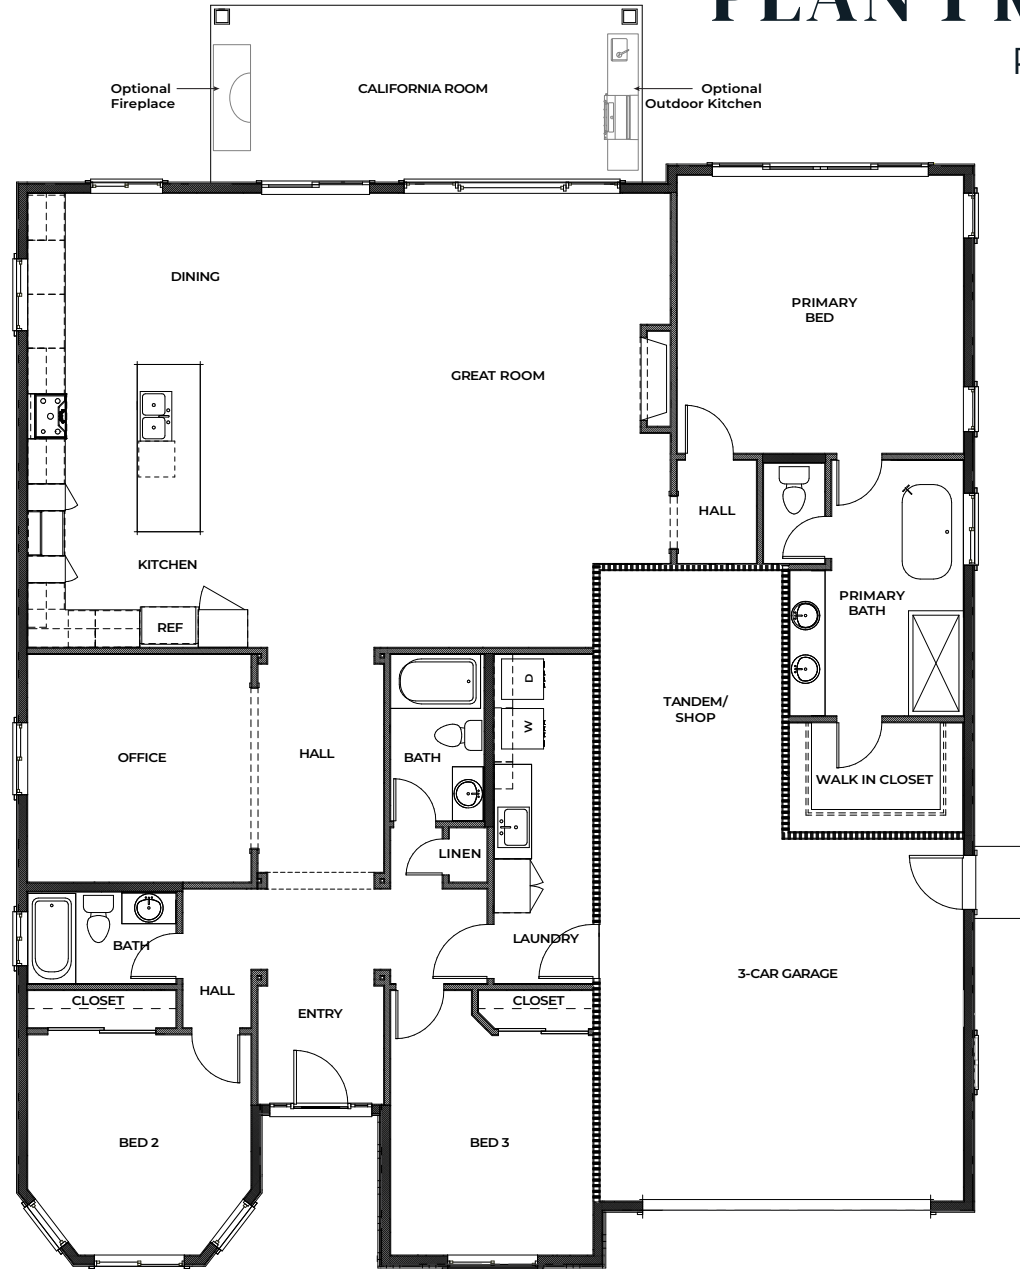 CALIFORNIA ROOM
Optional
Fireplace
Optional
Outdoor Kitchen
DINING
PRIMARY
BED
GREAT ROOM
HALL
KITCHEN
PRIMARY
BATH
REF
D
TANDEM/
SHOP
W
OFFICE
HALL
BATH
WALK IN CLOSET
LINEN
BATH
LAUNDRY
3-CAR GARAGE
HALL
CLOSET
CLOSET
ENTRY
BED 2
BED 3